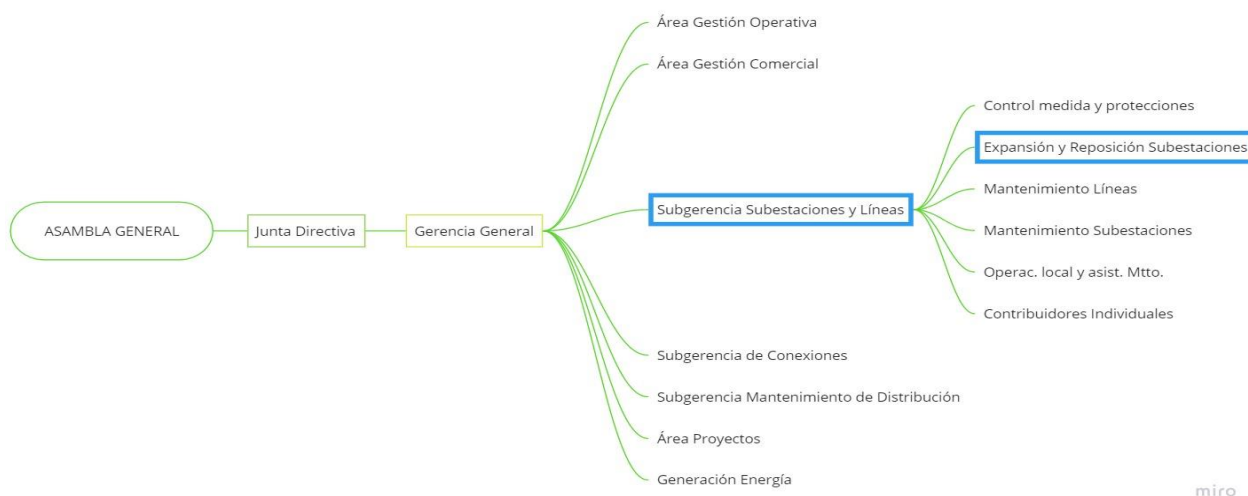 Área Gestión Operativa
Área Gestión Comercial
Control medida y protecciones
Expansión y Reposición Subestaciones
Mantenimiento Líneas
Subgerencia Subestaciones y Líneas
ASAMBLA GENERAL
Junta Directiva
Gerencia General
Mantenimiento Subestaciones
Operac. local y asist. Mtto.
Contribuidores Individuales
Subgerencia de Conexiones
Subgerencia Mantenimiento de Distribución
Área Proyectos
Generación Energía
miro